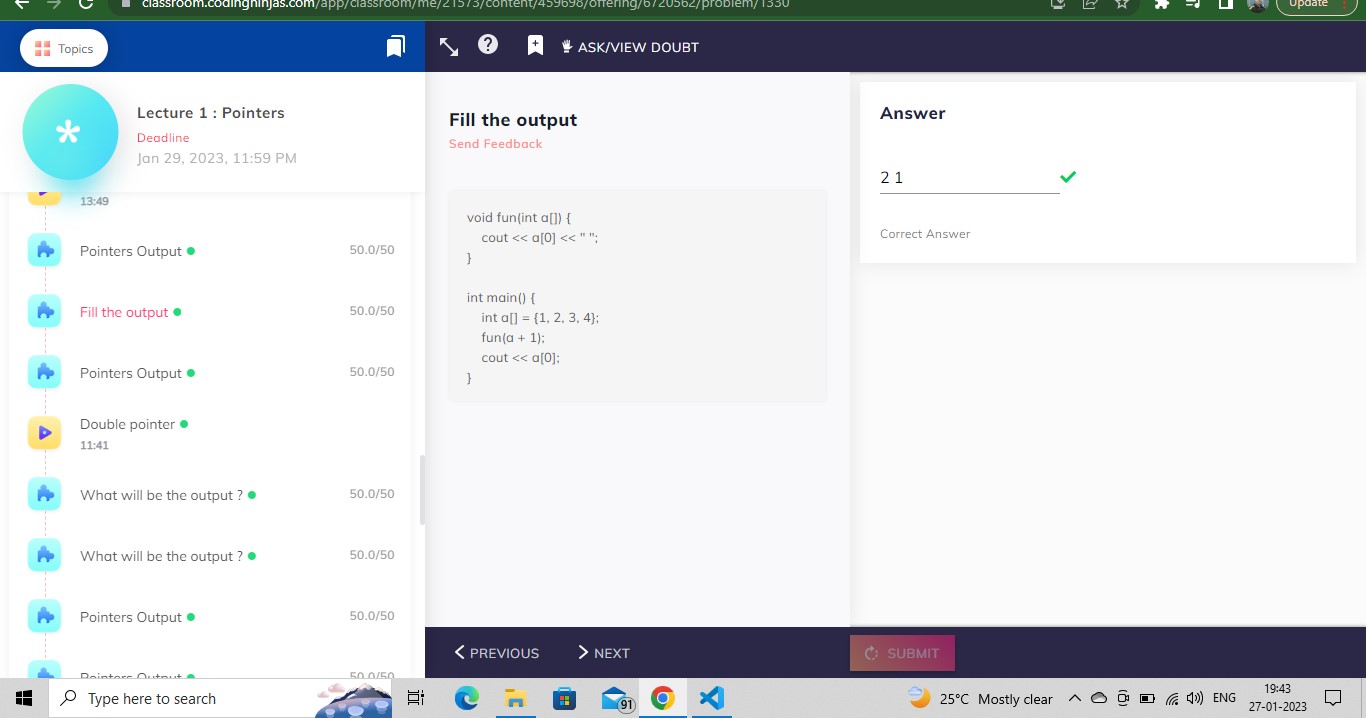 classroom.codingninjas.com/app/classroom/me/21573/content/459698/offering/6720562/problem/1330
Update
Topics
ASK/VIEW DOUBT
Lecture 1 : Pointers
Deadline
Jan 29, 2023, 11:59 PM
13:49
Pointers Output 50.0/50
Fill the output 50.0/50
Pointers Output 50.0/50
Double pointer
11:41
What will be the output ? 50.0/50
What will be the output ? 50.0/50
Pointers Output 50.0/50
Pointers Output 50.0/50
Fill the output
Send Feedback
void fun(int a[]) {
cout << a[0] << " ";
}
int main() {
int a[] = {1, 2, 3, 4};
fun(a + 1);
cout << a[0];
}
Answer
2 1
Correct Answer
PREVIOUS
NEXT
SUBMIT
Type here to search
91
25°C Mostly clear
ENG
19:43
27-01-2023